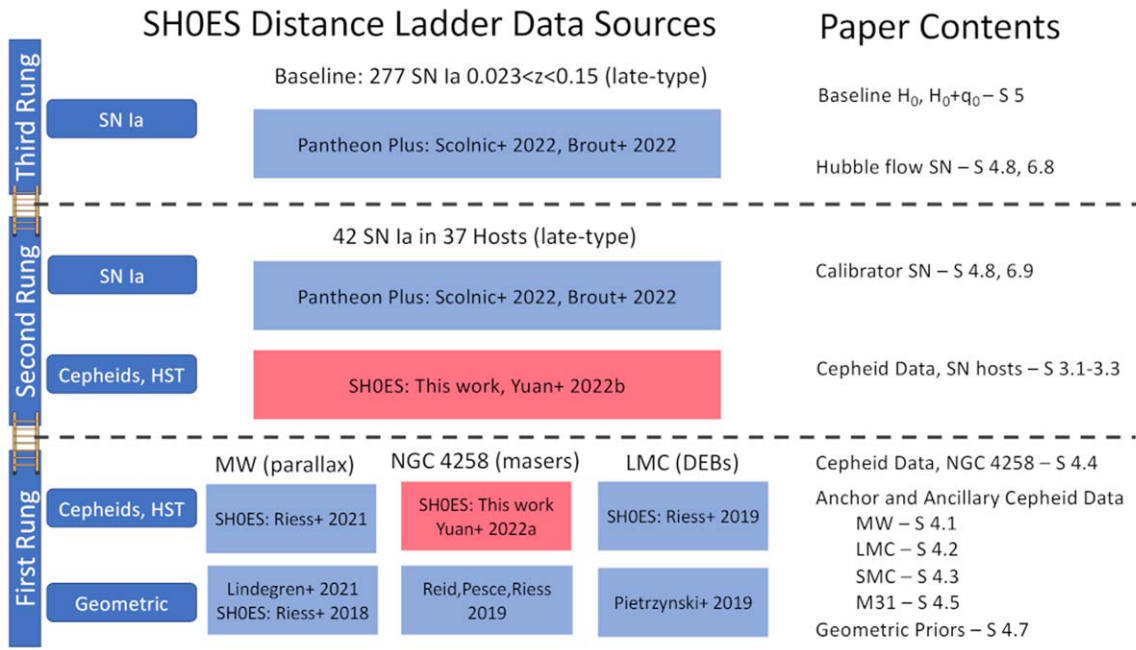 SH0ES Distance Ladder Data Sources
Paper Contents
Third Rung
Baseline: 277 SN Ia 0.023<z<0.15 (late-type)
SN Ia
Pantheon Plus: Scolnic+ 2022, Brout+ 2022
Baseline H₀, H₀+q₀ – S 5
Hubble flow SN – S 4.8, 6.8
Second Rung
42 SN Ia in 37 Hosts (late-type)
SN Ia
Pantheon Plus: Scolnic+ 2022, Brout+ 2022
Calibrator SN – S 4.8, 6.9
Cepheids, HST
SH0ES: This work, Yuan+ 2022b
Cepheid Data, SN hosts – S 3.1-3.3
First Rung
MW (parallax)
NGC 4258 (masers)
LMC (DEBs)
Cepheids, HST
SH0ES: Riess+ 2021
SH0ES: This work
Yuan+ 2022a
SH0ES: Riess+ 2019
Geometric
Lindegren+ 2021
SH0ES: Riess+ 2018
Reid,Pesce,Riess
2019
Pietrzynski+ 2019
Cepheid Data, NGC 4258 – S 4.4
Anchor and Ancillary Cepheid Data
MW – S 4.1
LMC – S 4.2
SMC – S 4.3
M31 – S 4.5
Geometric Priors – S 4.7